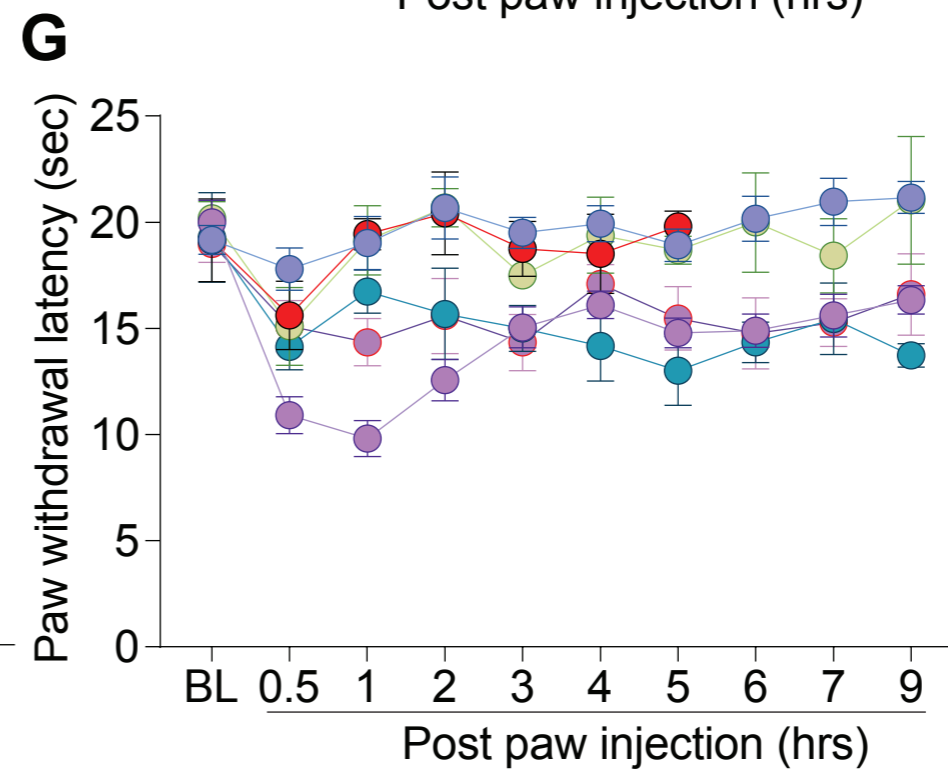 Post paw injection (hrs)
G
Paw withdrawal latency (sec)
25
20
15
10
5
0
BL 0.5 1 2 3 4 5 6 7 9
Post paw injection (hrs)